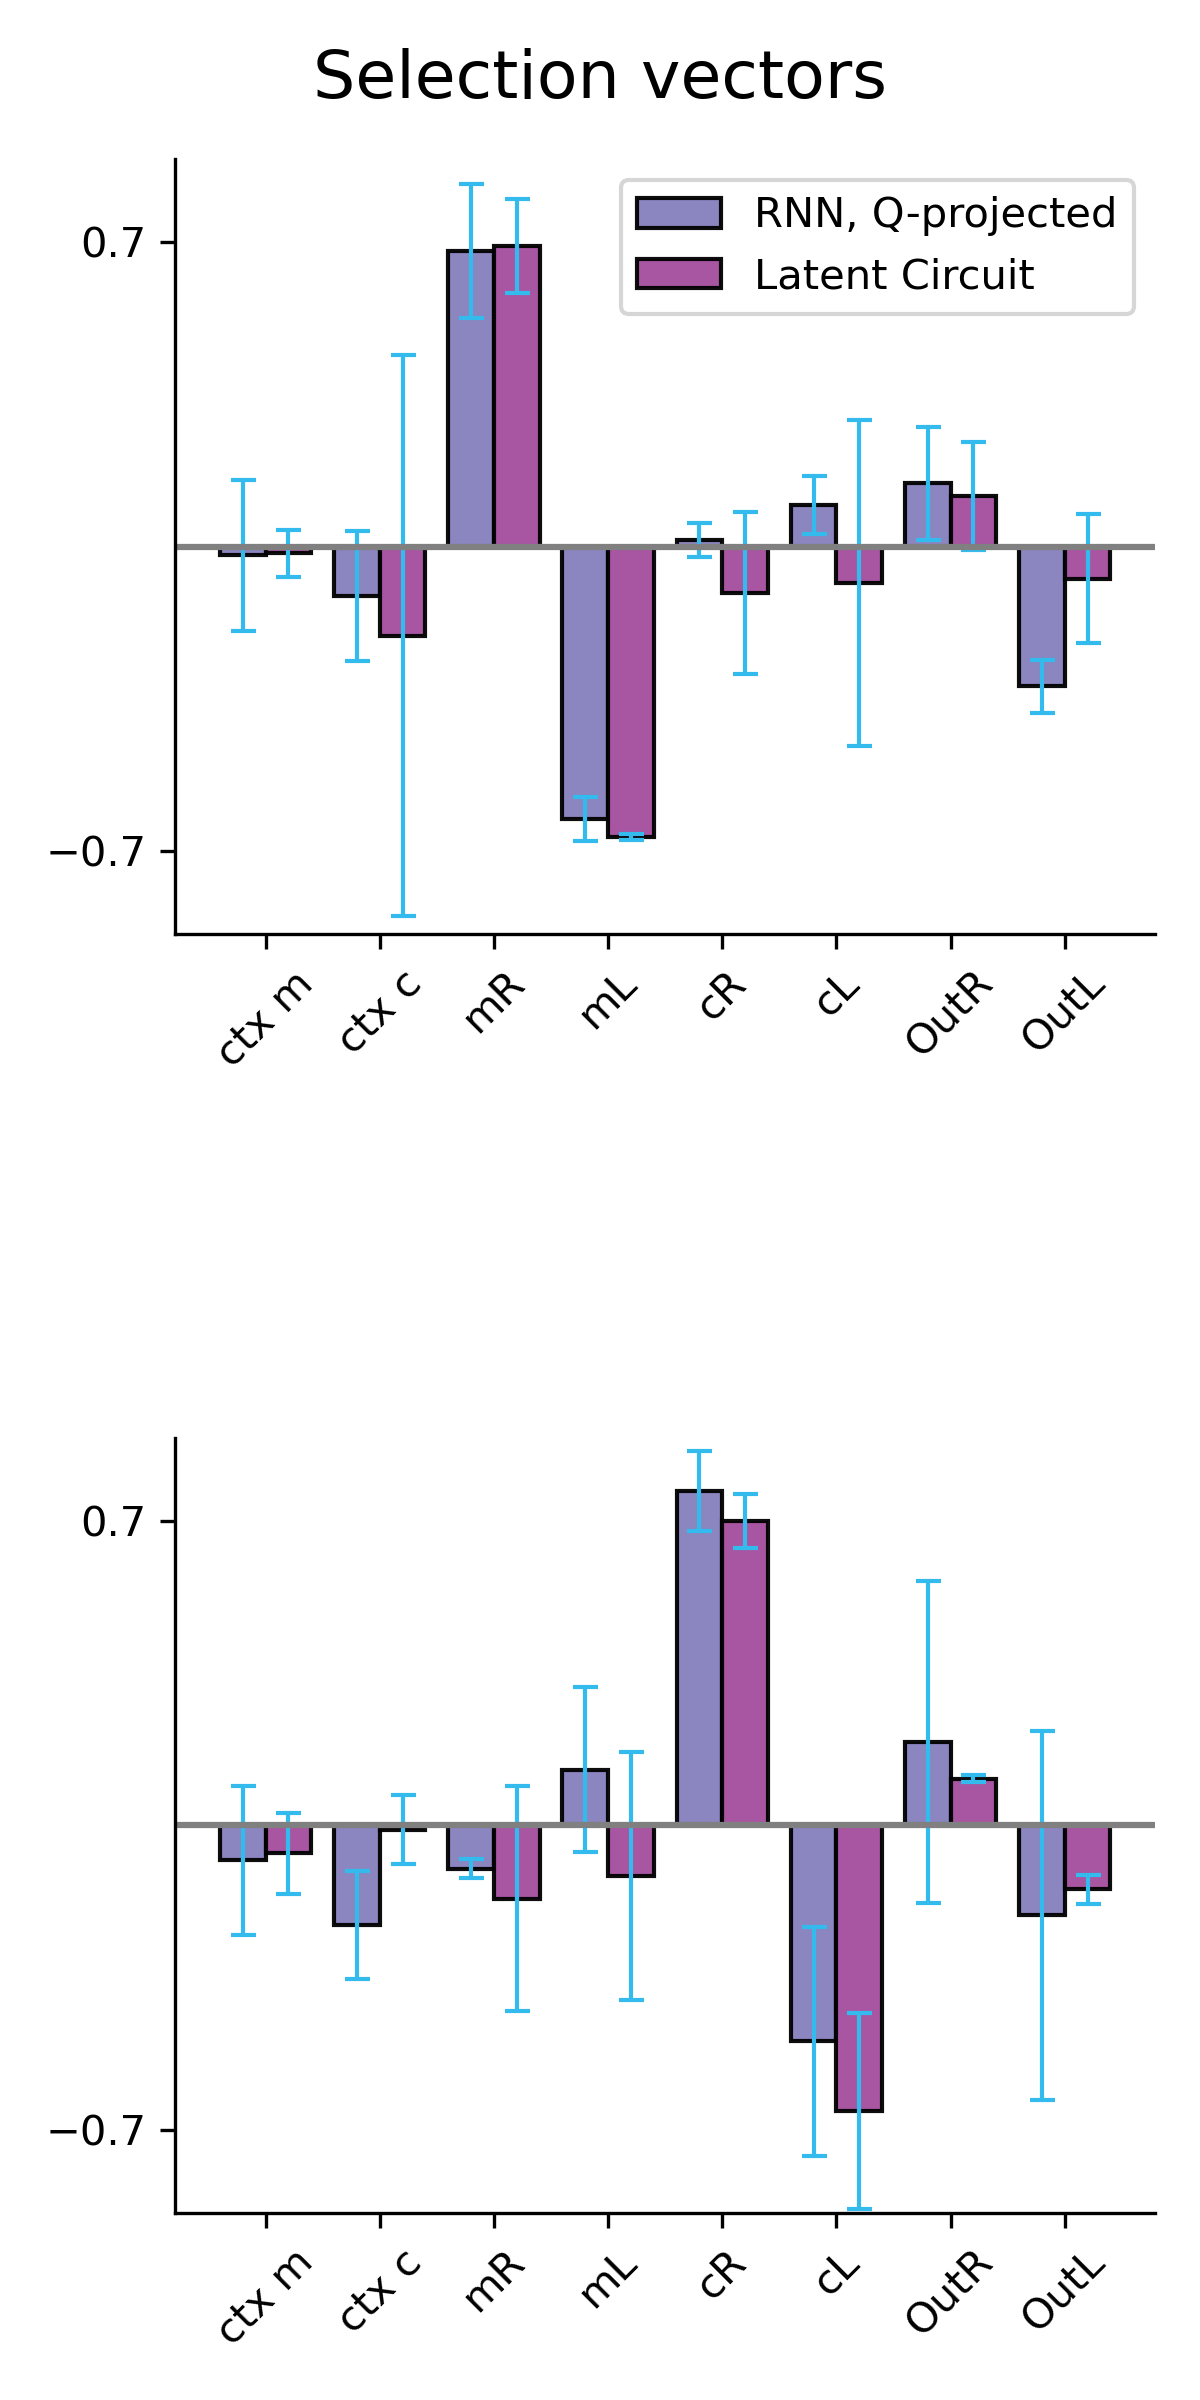 Selection vectors
0.7
−0.7
RNN, Q-projected
Latent Circuit
ctx m
ctx c
mR
mL
cR
cL
OutR
OutL
0.7
−0.7
ctx m
ctx c
mR
mL
cR
cL
OutR
OutL